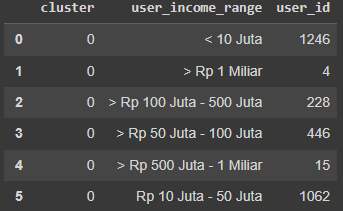 cluster user_income_range user_id
0 0 < 10 Juta 1246
1 0 > Rp 1 Miliar 4
2 0 > Rp 100 Juta - 500 Juta 228
3 0 > Rp 50 Juta - 100 Juta 446
4 0 > Rp 500 Juta - 1 Miliar 15
5 0 Rp 10 Juta - 50 Juta 1062